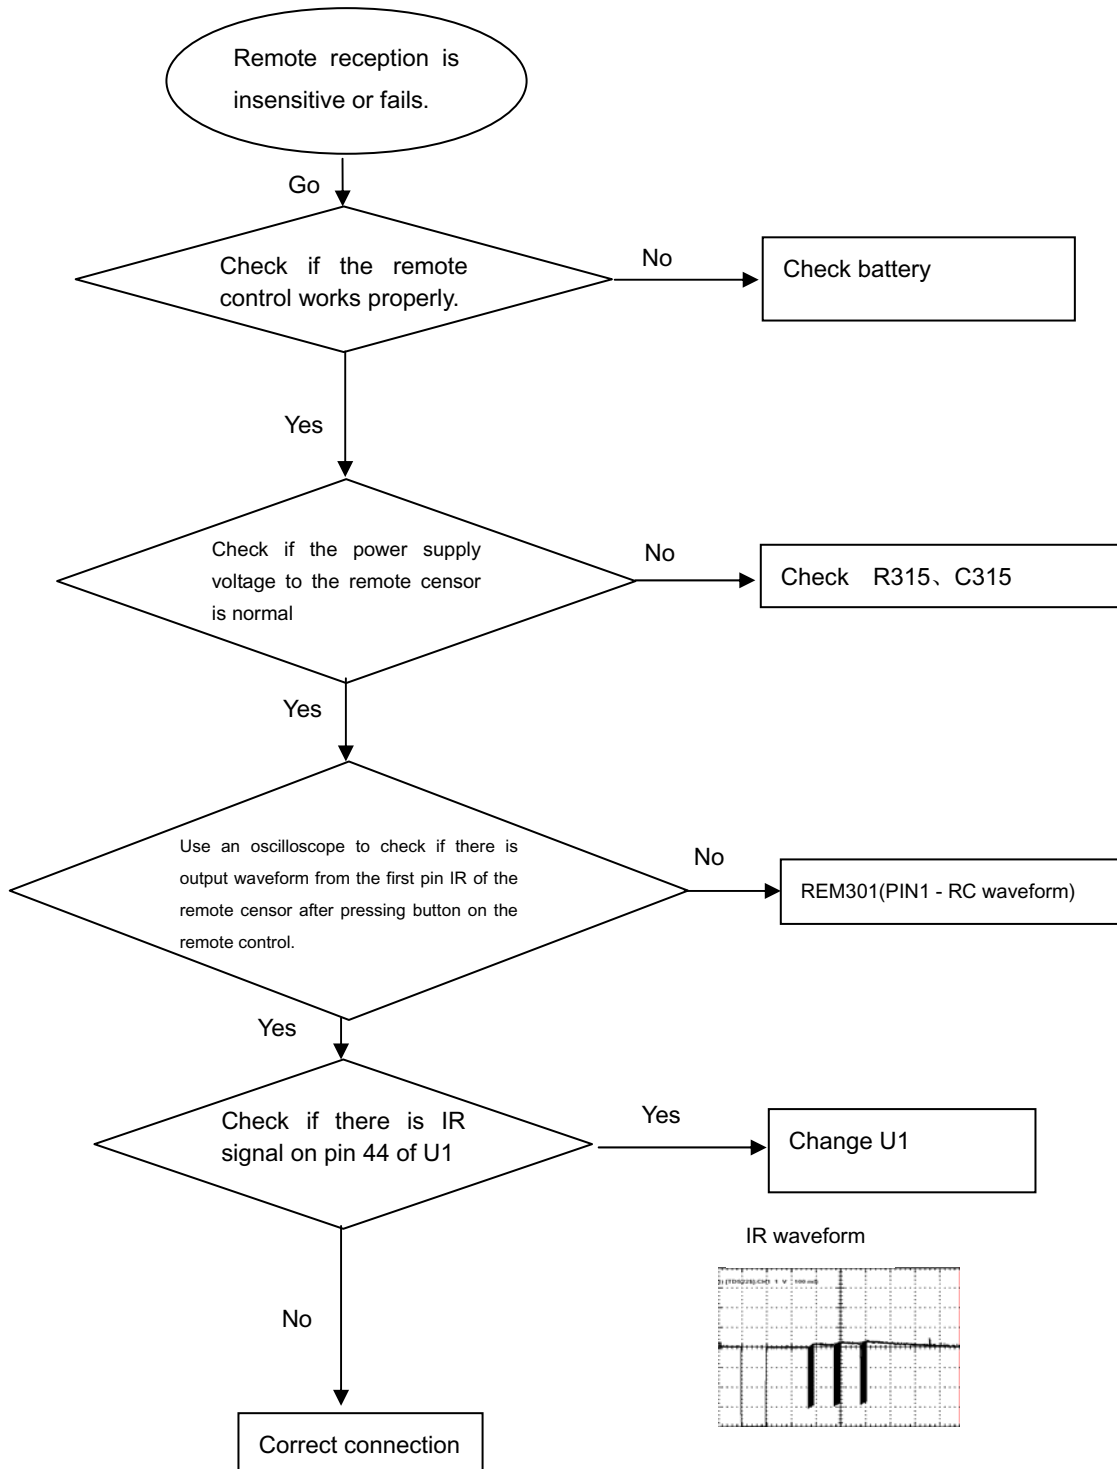 Remote reception is
insensitive or fails.
Go
Check if the remote
control works properly.
No
Check battery
Yes
Check if the power supply
voltage to the remote censor
is normal
No
Check R315、C315
Yes
Use an oscilloscope to check if there is
output waveform from the first pin IR of the
remote censor after pressing button on the
remote control.
No
REM301(PIN1 - RC waveform)
Yes
Check if there is IR
signal on pin 44 of U1
Yes
Change U1
IR waveform
No
Correct connection